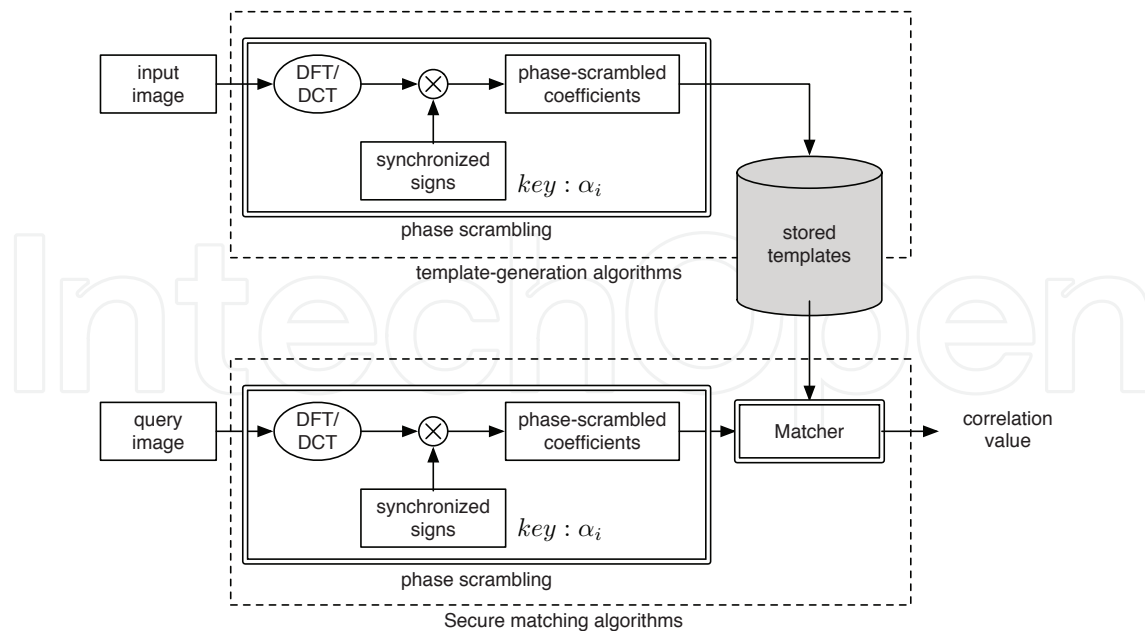 input
image
DFT/
DCT
phase-scrambled
coefficients
synchronized
signs
key : αi
phase scrambling
template-generation algorithms
stored
templates
IntechOpen
query
image
DFT/
DCT
phase-scrambled
coefficients
Matcher
correlation
value
synchronized
signs
key : αi
phase scrambling
Secure matching algorithms